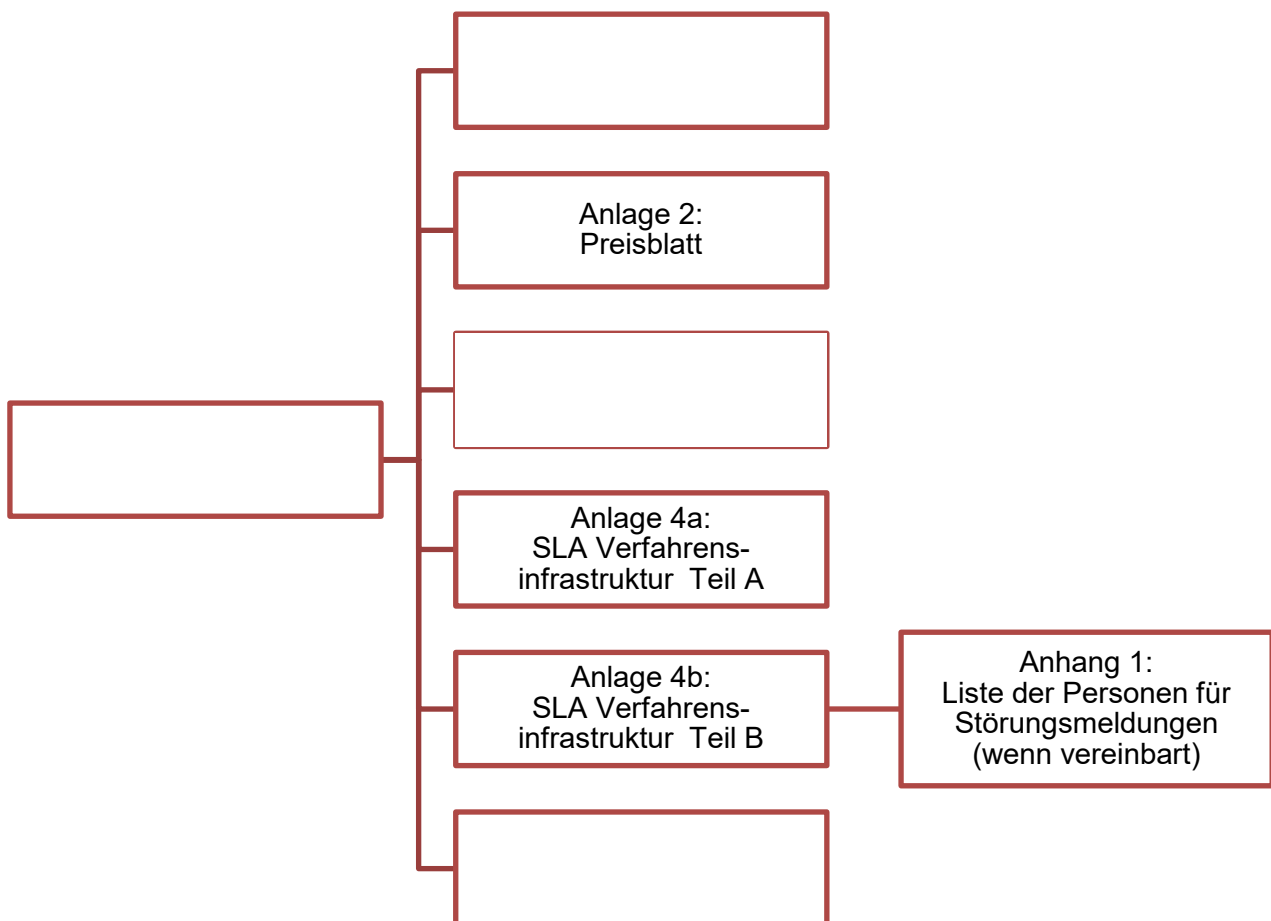 Anlage 2:
Preisblatt
Anlage 4a:
SLA Verfahrens-
infrastruktur  Teil A
Anlage 4b:
SLA Verfahrens-
infrastruktur  Teil B
Anhang 1:
Liste der Personen für
Störungsmeldungen
(wenn vereinbart)